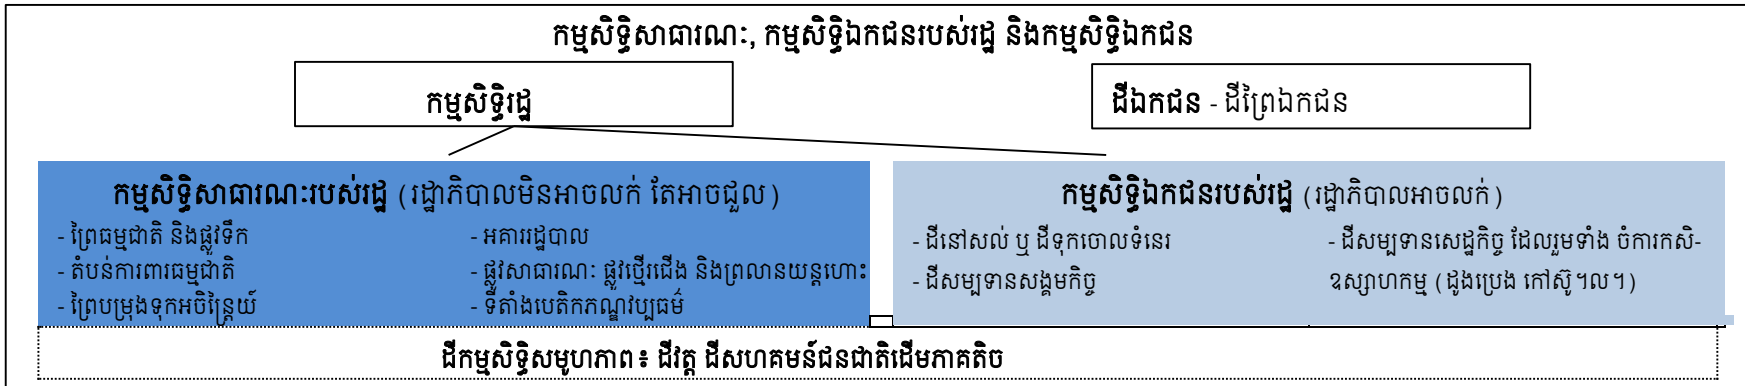 កម្មសិទ្ធិសាធារណៈ, កម្មសិទ្ធិឯកជនរបស់រដ្ឋ និងកម្មសិទ្ធិឯកជន
កម្មសិទ្ធិរដ្ឋ
ដីឯកជន - ដីព្រៃឯកជន
កម្មសិទ្ធិសាធារណៈរបស់រដ្ឋ (រដ្ឋាភិបាលមិនអាចលក់ តែអាចជួល)
- ព្រៃធម្មជាតិ និងផ្លូវទឹក
- តំបន់ការពារធម្មជាតិ
- ព្រៃបម្រុងទុកអចិន្ត្រៃយ៍
- អគាររដ្ឋបាល
- ផ្លូវសាធារណៈ ផ្លូវថ្មើរជើង និងព្រលានយន្តហោះ
- ទីតាំងបេតិកភណ្ឌវប្បធម៌
កម្មសិទ្ធិឯកជនរបស់រដ្ឋ (រដ្ឋាភិបាលអាចលក់)
- ដីនៅសល់ ឬ ដីទុកចោលទំនេរ
- ដីសម្បទានសង្គមកិច្ច
- ដីសម្បទានសេដ្ឋកិច្ច ដែលរួមទាំង ចំការកសិ-
ឧស្សាហកម្ម (ដូងប្រេង កៅស៊ូ។ល។)
ដីកម្មសិទ្ធិសមូហភាព៖ ដីវត្ត ដីសហគមន៍ជនជាតិដើមភាគតិច